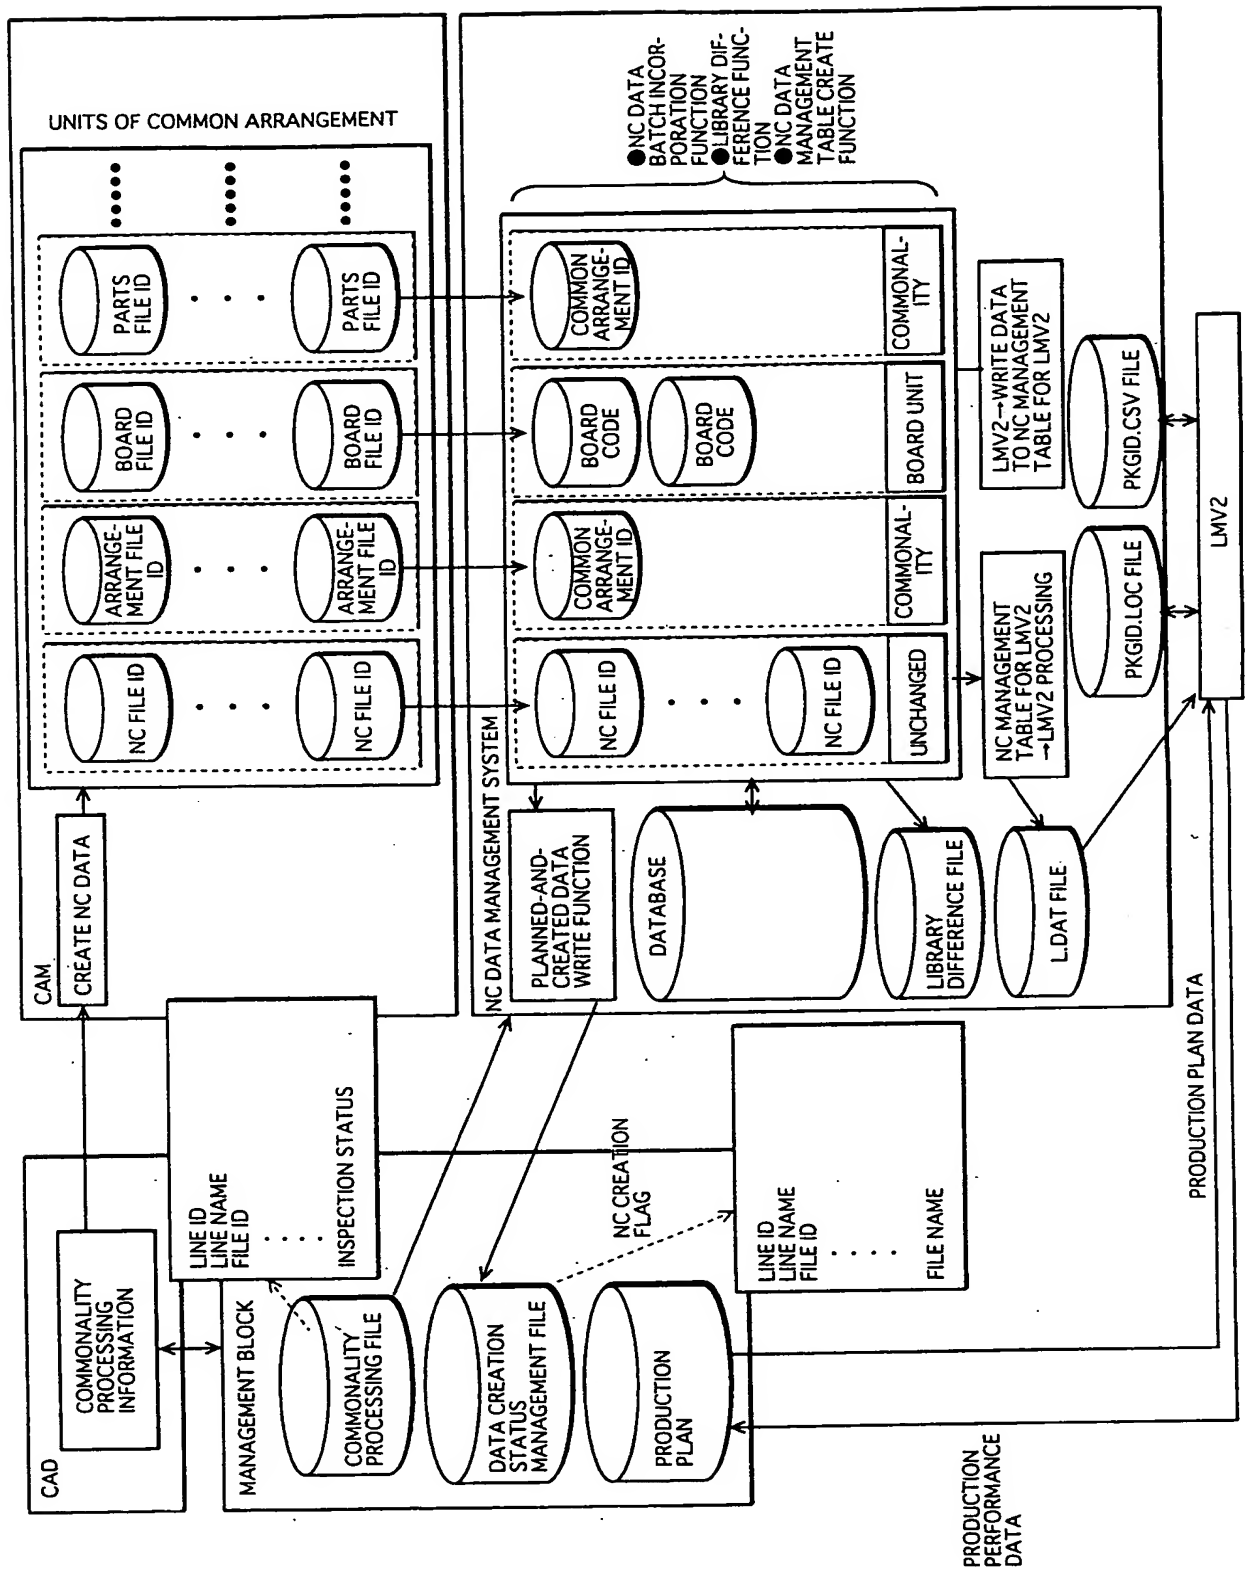 CAD
COMMONALITY
PROCESSING
INFORMATION
MANAGEMENT BLOCK
COMMONALITY
PROCESSING FILE
DATA CREATION
STATUS
MANAGEMENT FILE
PRODUCTION
PLAN
LINE ID
LINE NAME
FILE ID
· · · ·
INSPECTION STATUS
NC CREATION
FLAG
LINE ID
LINE NAME
FILE ID
· · · ·
FILE NAME
PRODUCTION
PERFORMANCE
DATA
PRODUCTION PLAN DATA
CAM
CREATE NC DATA
UNITS OF COMMON ARRANGEMENT
NC FILE ID
· · ·
NC FILE ID
ARRANGE-
MENT FILE
ID
· · ·
ARRANGE-
MENT FILE
ID
BOARD
FILE ID
· · ·
BOARD
FILE ID
PARTS
FILE ID
· · ·
PARTS
FILE ID
●●●●●
●●●●●
●●●●●
NC DATA MANAGEMENT SYSTEM
PLANNED-AND-
CREATED DATA
WRITE FUNCTION
DATABASE
LIBRARY
DIFFERENCE FILE
L.DAT FILE
NC FILE ID
· · ·
NC FILE ID
UNCHANGED
COMMON
ARRANGE-
MENT ID
COMMONAL-
ITY
BOARD
CODE
BOARD
CODE
BOARD UNIT
COMMON
ARRANGE-
MENT ID
COMMONAL-
ITY
●NC DATA
BATCH INCOR-
PORATION
FUNCTION
●LIBRARY DIF-
FERENCE FUNC-
TION
●NC DATA
MANAGEMENT
TABLE CREATE
FUNCTION
NC MANAGEMENT
TABLE FOR LMV2
→LMV2 PROCESSING
LMV2→WRITE DATA
TO NC MANAGEMENT
TABLE FOR LMV2
PKGID.LOC FILE
PKGID.CSV FILE
LMV2